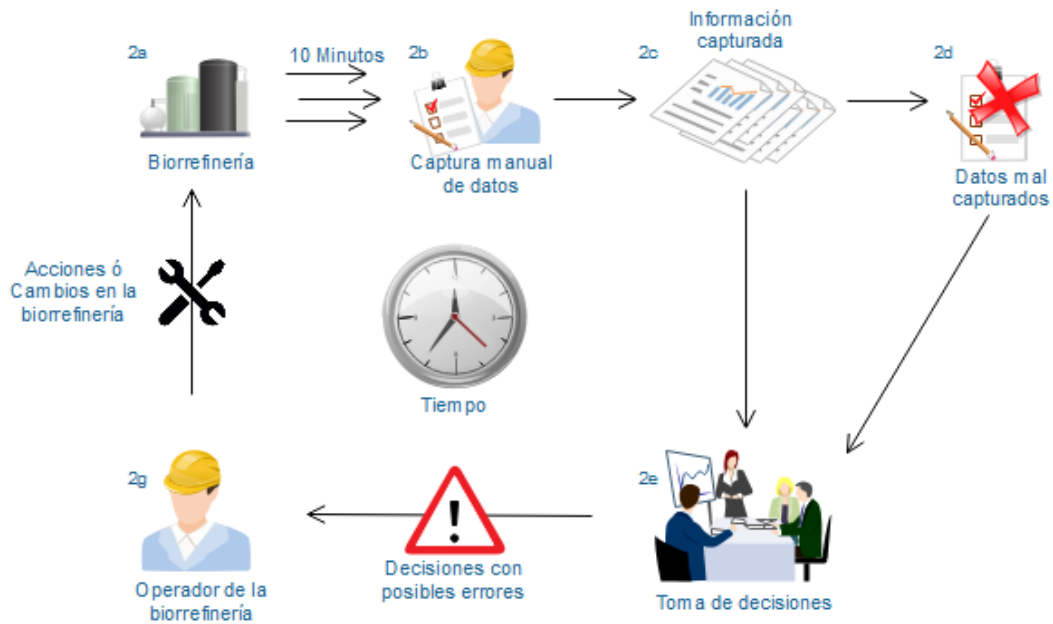 Información
capturada
2a
10 Minutos
2b
2c
2d
Biorrefinería
Captura manual
de datos
Datos mal
capturados
Acciones ó
Cambios en la
biorrefinería
Tiempo
2g
2e
Decisiones con
posibles errores
Operador de la
biorrefinería
Toma de decisiones